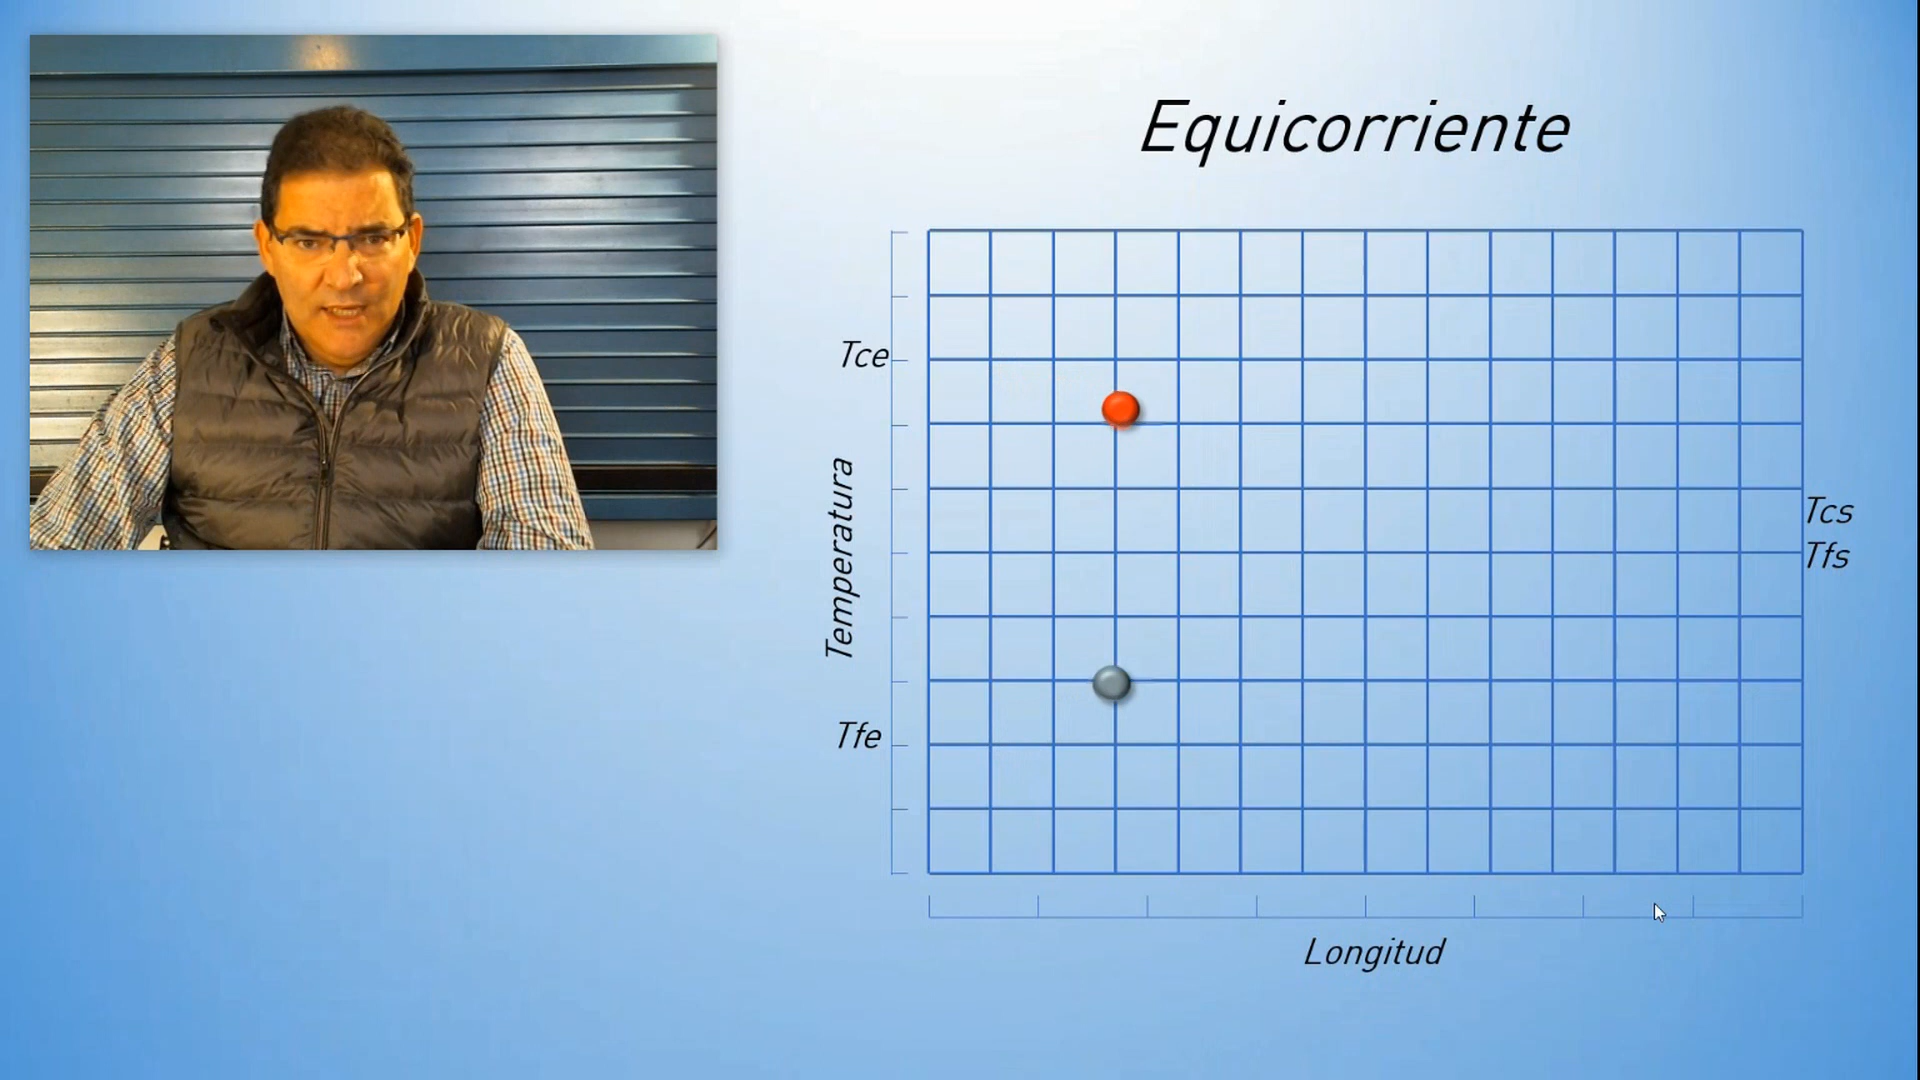 Equicorriente
Tce
Temperatura
Tcs
Tfs
Tfe
Longitud